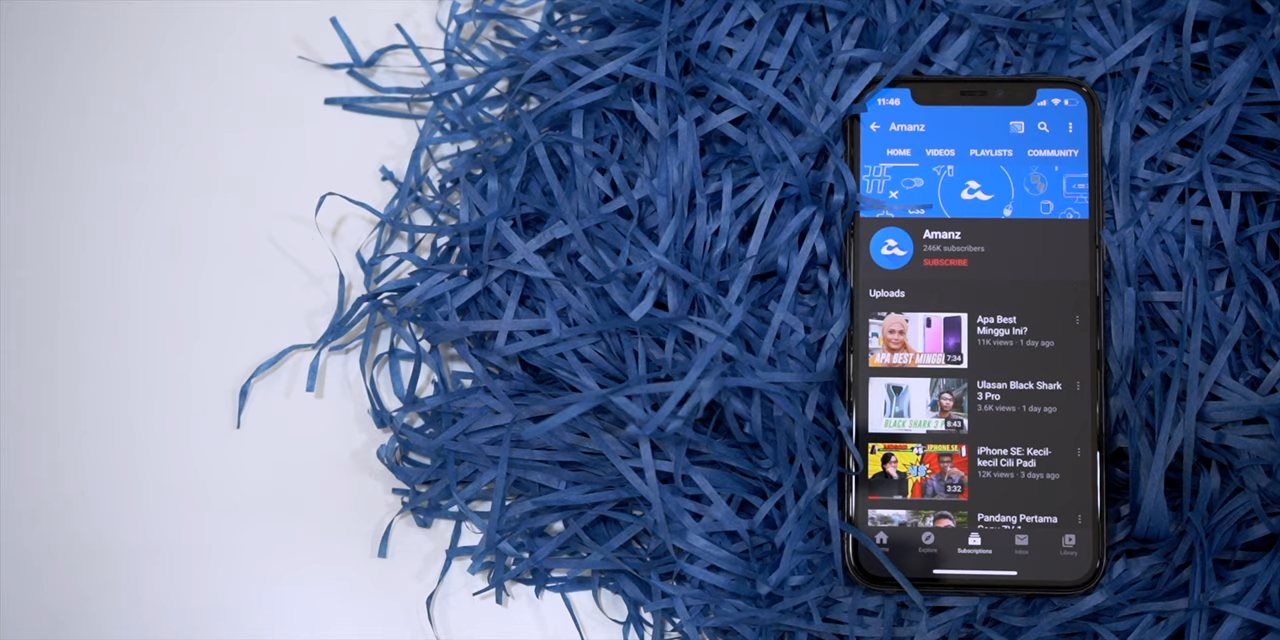 11:46
Amanz
HOME VIDEOS PLAYLISTS COMMUNITY
#
CSS
Amanz
246K subscribers
SUBSCRIBE
Uploads
APA BEST MINGGU
7:34
Apa Best
Minggu Ini?
11K views · 1 day ago
BLACK SHARK 3 P
8:43
Ulasan Black Shark
3 Pro
3.6K views · 1 day ago
IPHONE SE
VS
3:32
iPhone SE: Kecil-
kecil Cili Padi
12K views · 3 days ago
Pandang Pertama
Home Explore Subscriptions Inbox Library